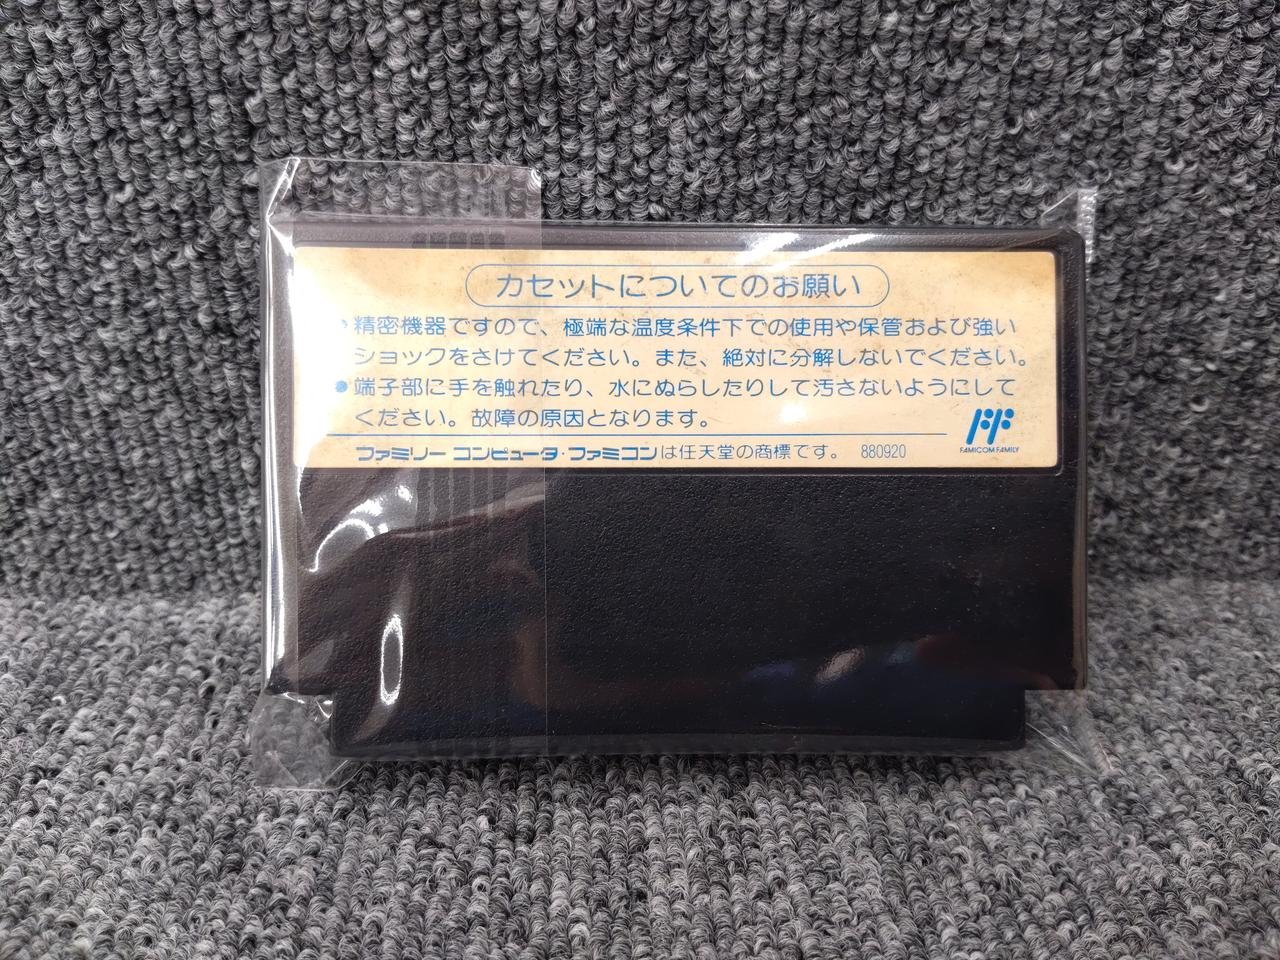 カセットについてのお願い
●精密機器ですので、極端な温度条件下での使用や保管および強い
ショックをさけてください。また、絶対に分解しないでください。
●端子部に手を触れたり、水にぬらしたりして汚さないようにして
ください。故障の原因となります。
FF
FAMICOM FAMILY
ファミリー コンピュータ・ファミコンは任天堂の商標です。 880920